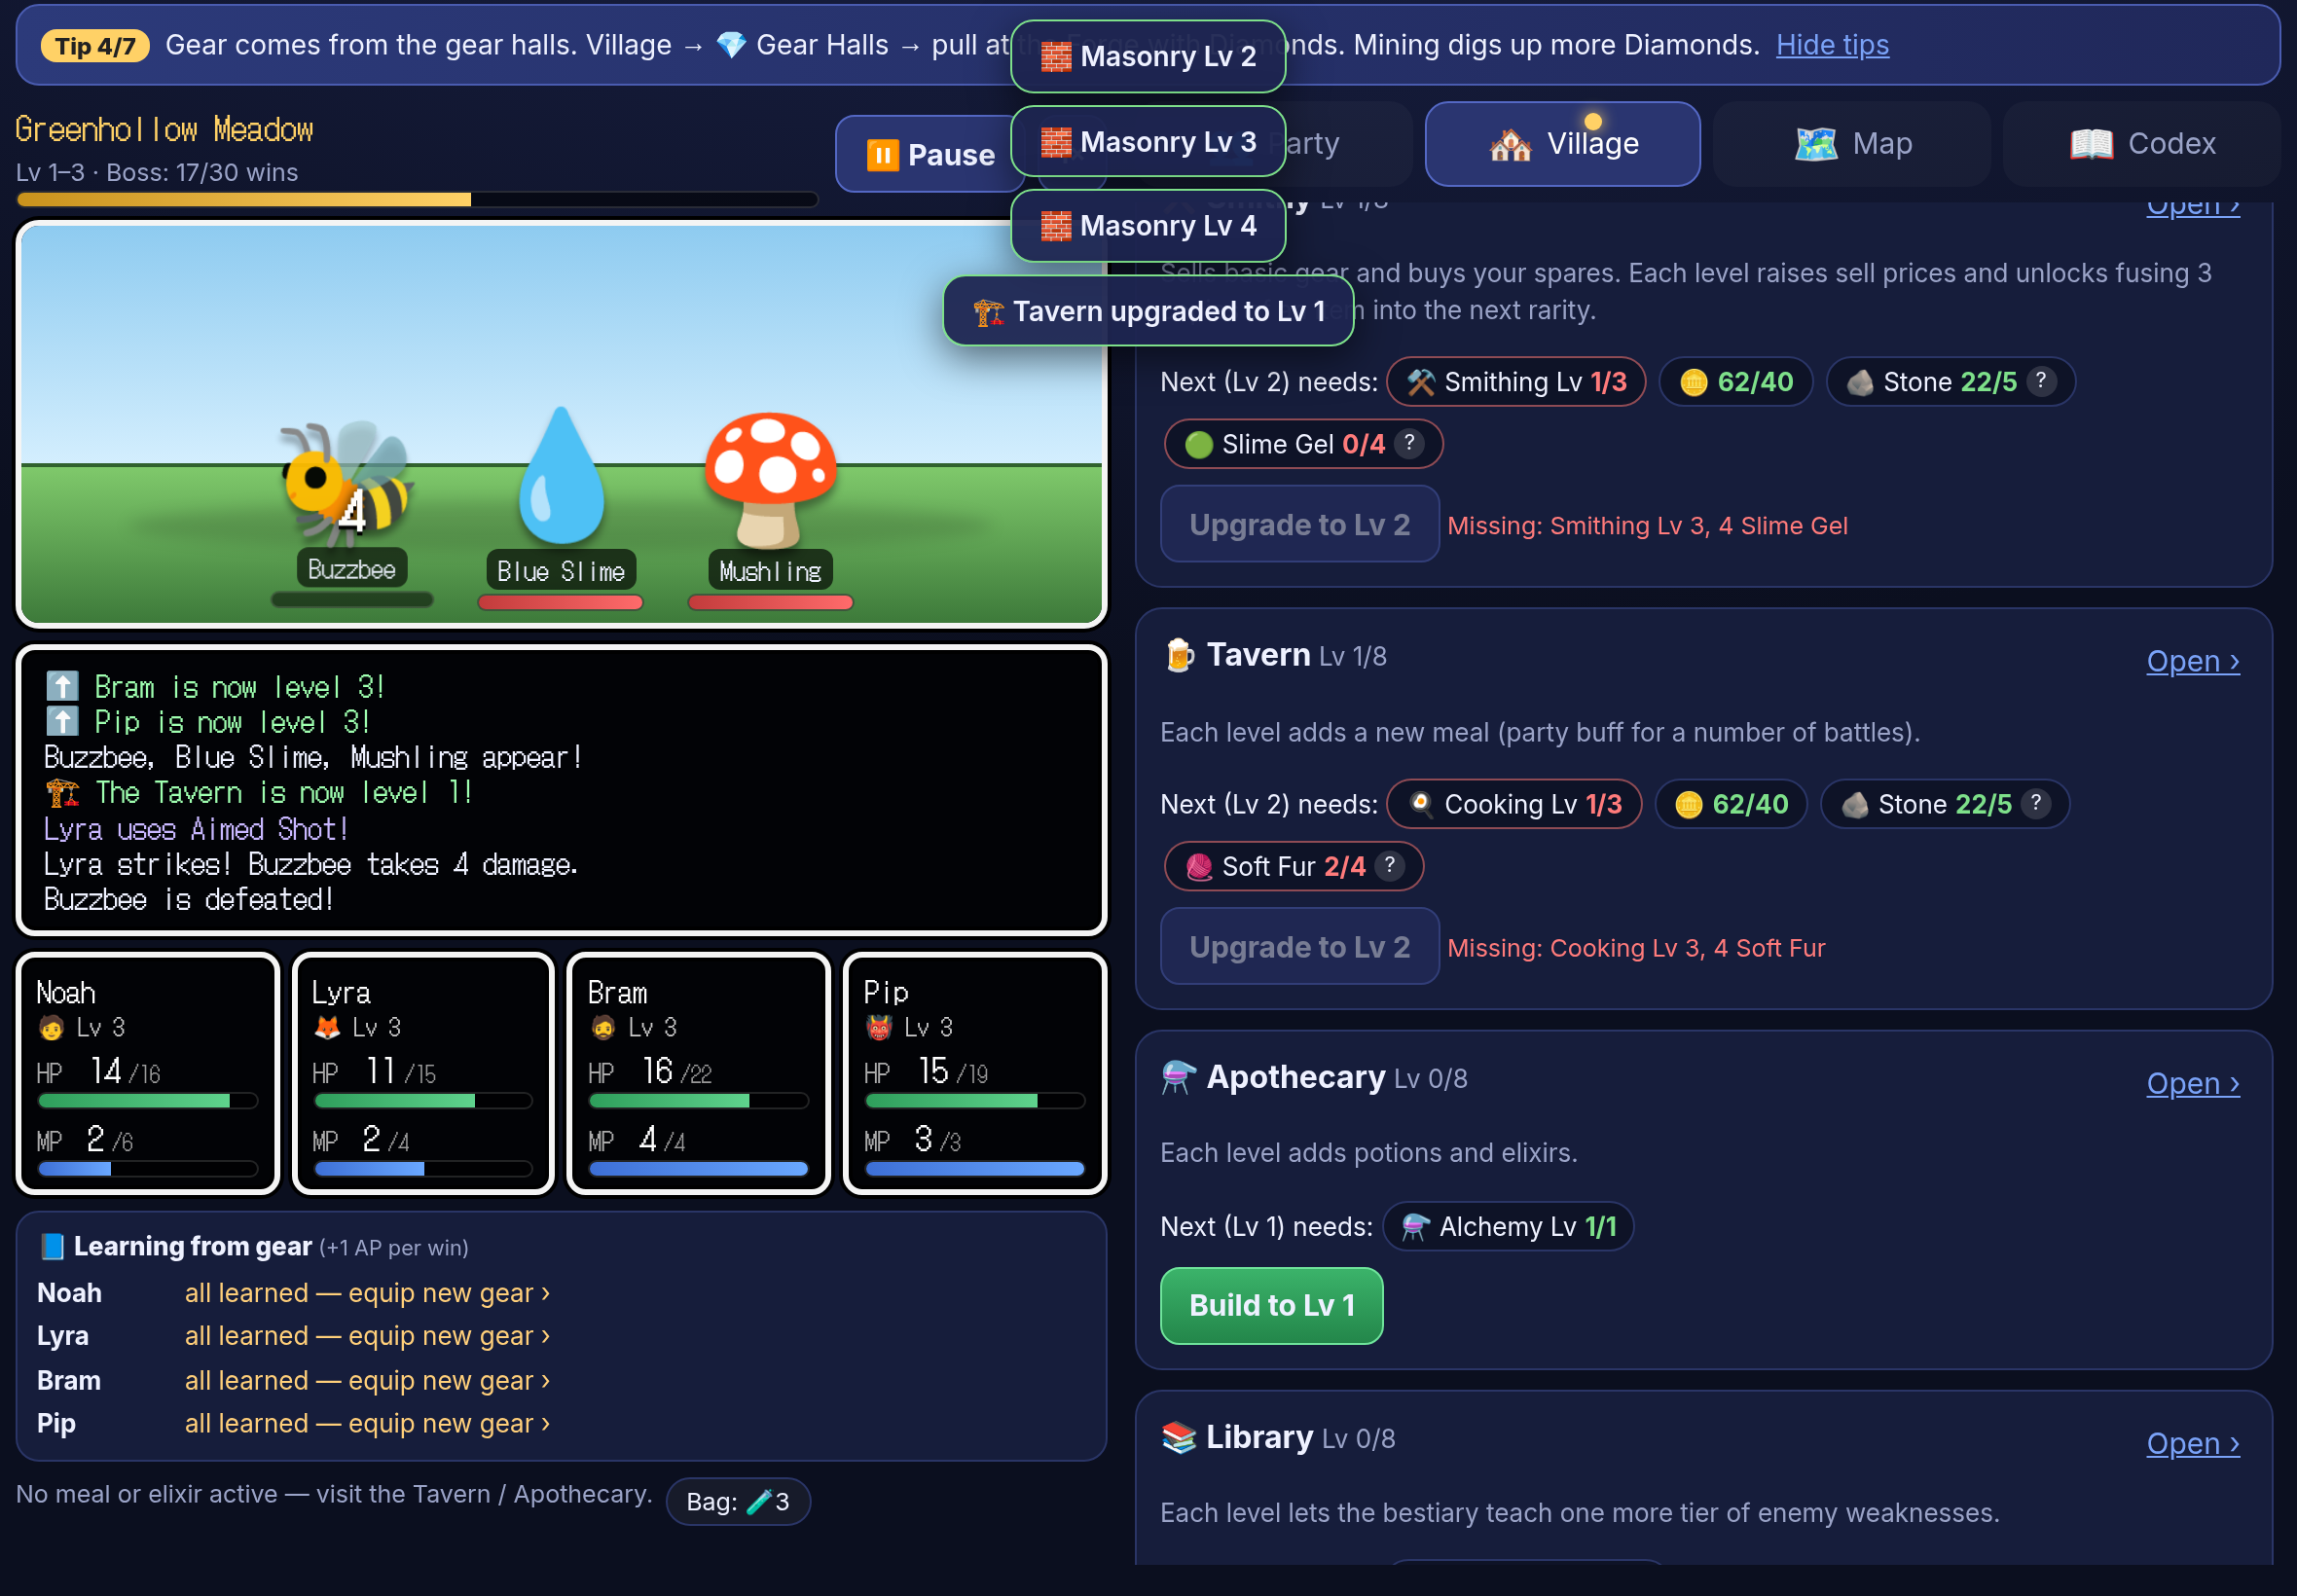 Tip 4/7 Gear comes from the gear halls. Village → 💎 Gear Halls → pull at the Forge with Diamonds. Mining digs up more Diamonds. Hide tips
🧱 Masonry Lv 2
🧱 Masonry Lv 3
🧱 Masonry Lv 4
🏗️ Tavern upgraded to Lv 1
Greenhollow Meadow
Lv 1–3 · Boss: 17/30 wins
⏸️ Pause
Party
🏘️ Village
🗺️ Map
📖 Codex
4
Buzzbee
Blue Slime
Mushling
⬆️ Bram is now level 3!
⬆️ Pip is now level 3!
Buzzbee, Blue Slime, Mushling appear!
🏗️ The Tavern is now level 1!
Lyra uses Aimed Shot!
Lyra strikes! Buzzbee takes 4 damage.
Buzzbee is defeated!
Noah
Lv 3
HP 14 /16
MP 2 /6
Lyra
Lv 3
HP 11 /15
MP 2 /4
Bram
Lv 3
HP 16 /22
MP 4 /4
Pip
Lv 3
HP 15 /19
MP 3 /3
📘 Learning from gear (+1 AP per win)
Noah all learned — equip new gear ›
Lyra all learned — equip new gear ›
Bram all learned — equip new gear ›
Pip all learned — equip new gear ›
No meal or elixir active — visit the Tavern / Apothecary. Bag: 🧪3
Smithy Lv 1/8 Open ›
Sells basic gear and buys your spares. Each level raises sell prices and unlocks fusing 3
into the next rarity.
Next (Lv 2) needs: ⚒️ Smithing Lv 1/3 🪙 62/40 🪨 Stone 22/5 ?
🟢 Slime Gel 0/4 ?
Upgrade to Lv 2 Missing: Smithing Lv 3, 4 Slime Gel
🍺 Tavern Lv 1/8 Open ›
Each level adds a new meal (party buff for a number of battles).
Next (Lv 2) needs: 🍳 Cooking Lv 1/3 🪙 62/40 🪨 Stone 22/5 ?
🧶 Soft Fur 2/4 ?
Upgrade to Lv 2 Missing: Cooking Lv 3, 4 Soft Fur
⚗️ Apothecary Lv 0/8 Open ›
Each level adds potions and elixirs.
Next (Lv 1) needs: ⚗️ Alchemy Lv 1/1
Build to Lv 1
📚 Library Lv 0/8 Open ›
Each level lets the bestiary teach one more tier of enemy weaknesses.